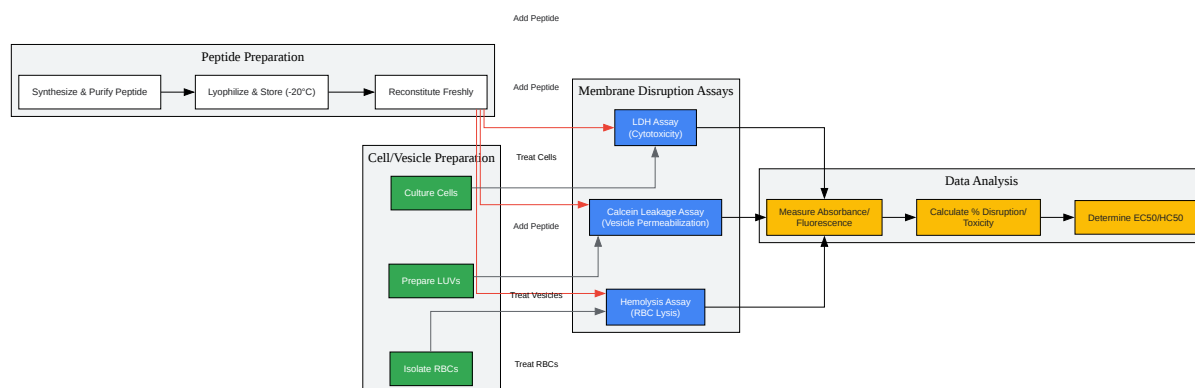 Add Peptide
Peptide Preparation
Synthesize & Purify Peptide
Lyophilize & Store (-20°C)
Reconstitute Freshly
Add Peptide
Membrane Disruption Assays
LDH Assay
(Cytotoxicity)
Cell/Vesicle Preparation
Treat Cells
Culture Cells
Data Analysis
Calcein Leakage Assay
(Vesicle Permeabilization)
Measure Absorbance/
Fluorescence
Calculate % Disruption/
Toxicity
Determine EC50/HC50
Add Peptide
Prepare LUVs
Treat Vesicles
Hemolysis Assay
(RBC Lysis)
Isolate RBCs
Treat RBCs